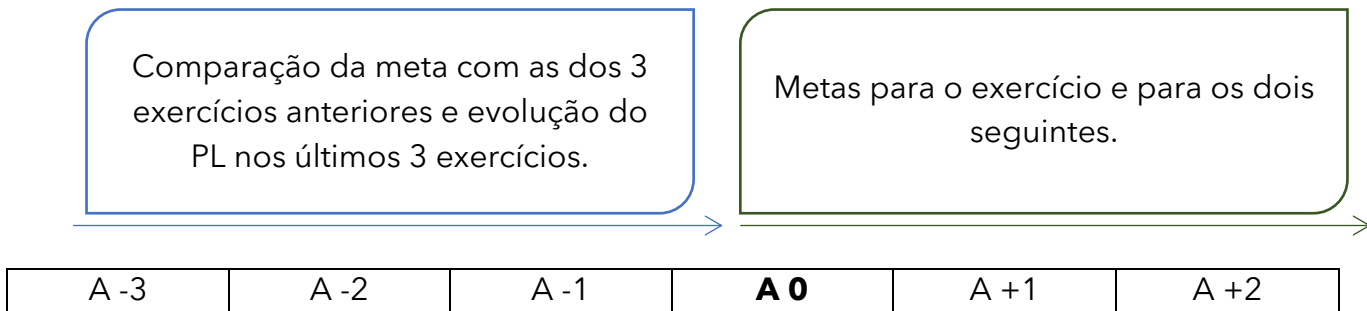 Comparação da meta com as dos 3
exercícios anteriores e evolução do
PL nos últimos 3 exercícios.
Metas para o exercício e para os dois
seguintes.
A -3 A -2 A -1 A 0 A +1 A +2